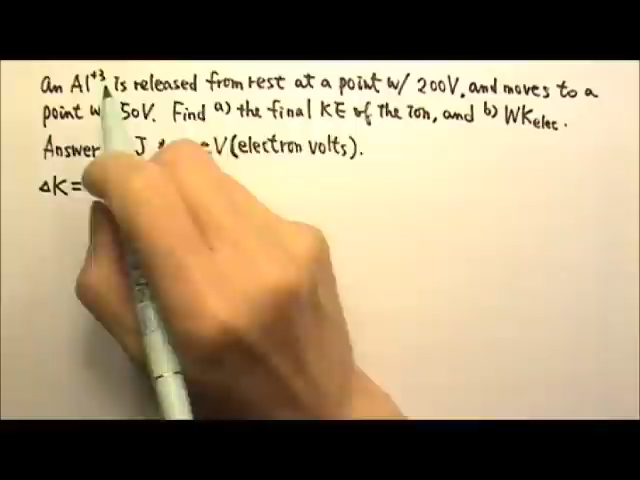 An Al⁺³ is released from rest at a point w/ 200V, and moves to a
point w 50V. Find a) the final KE of the ion, and b) WKelec.
Answer J eV (electron volts).
ΔK=